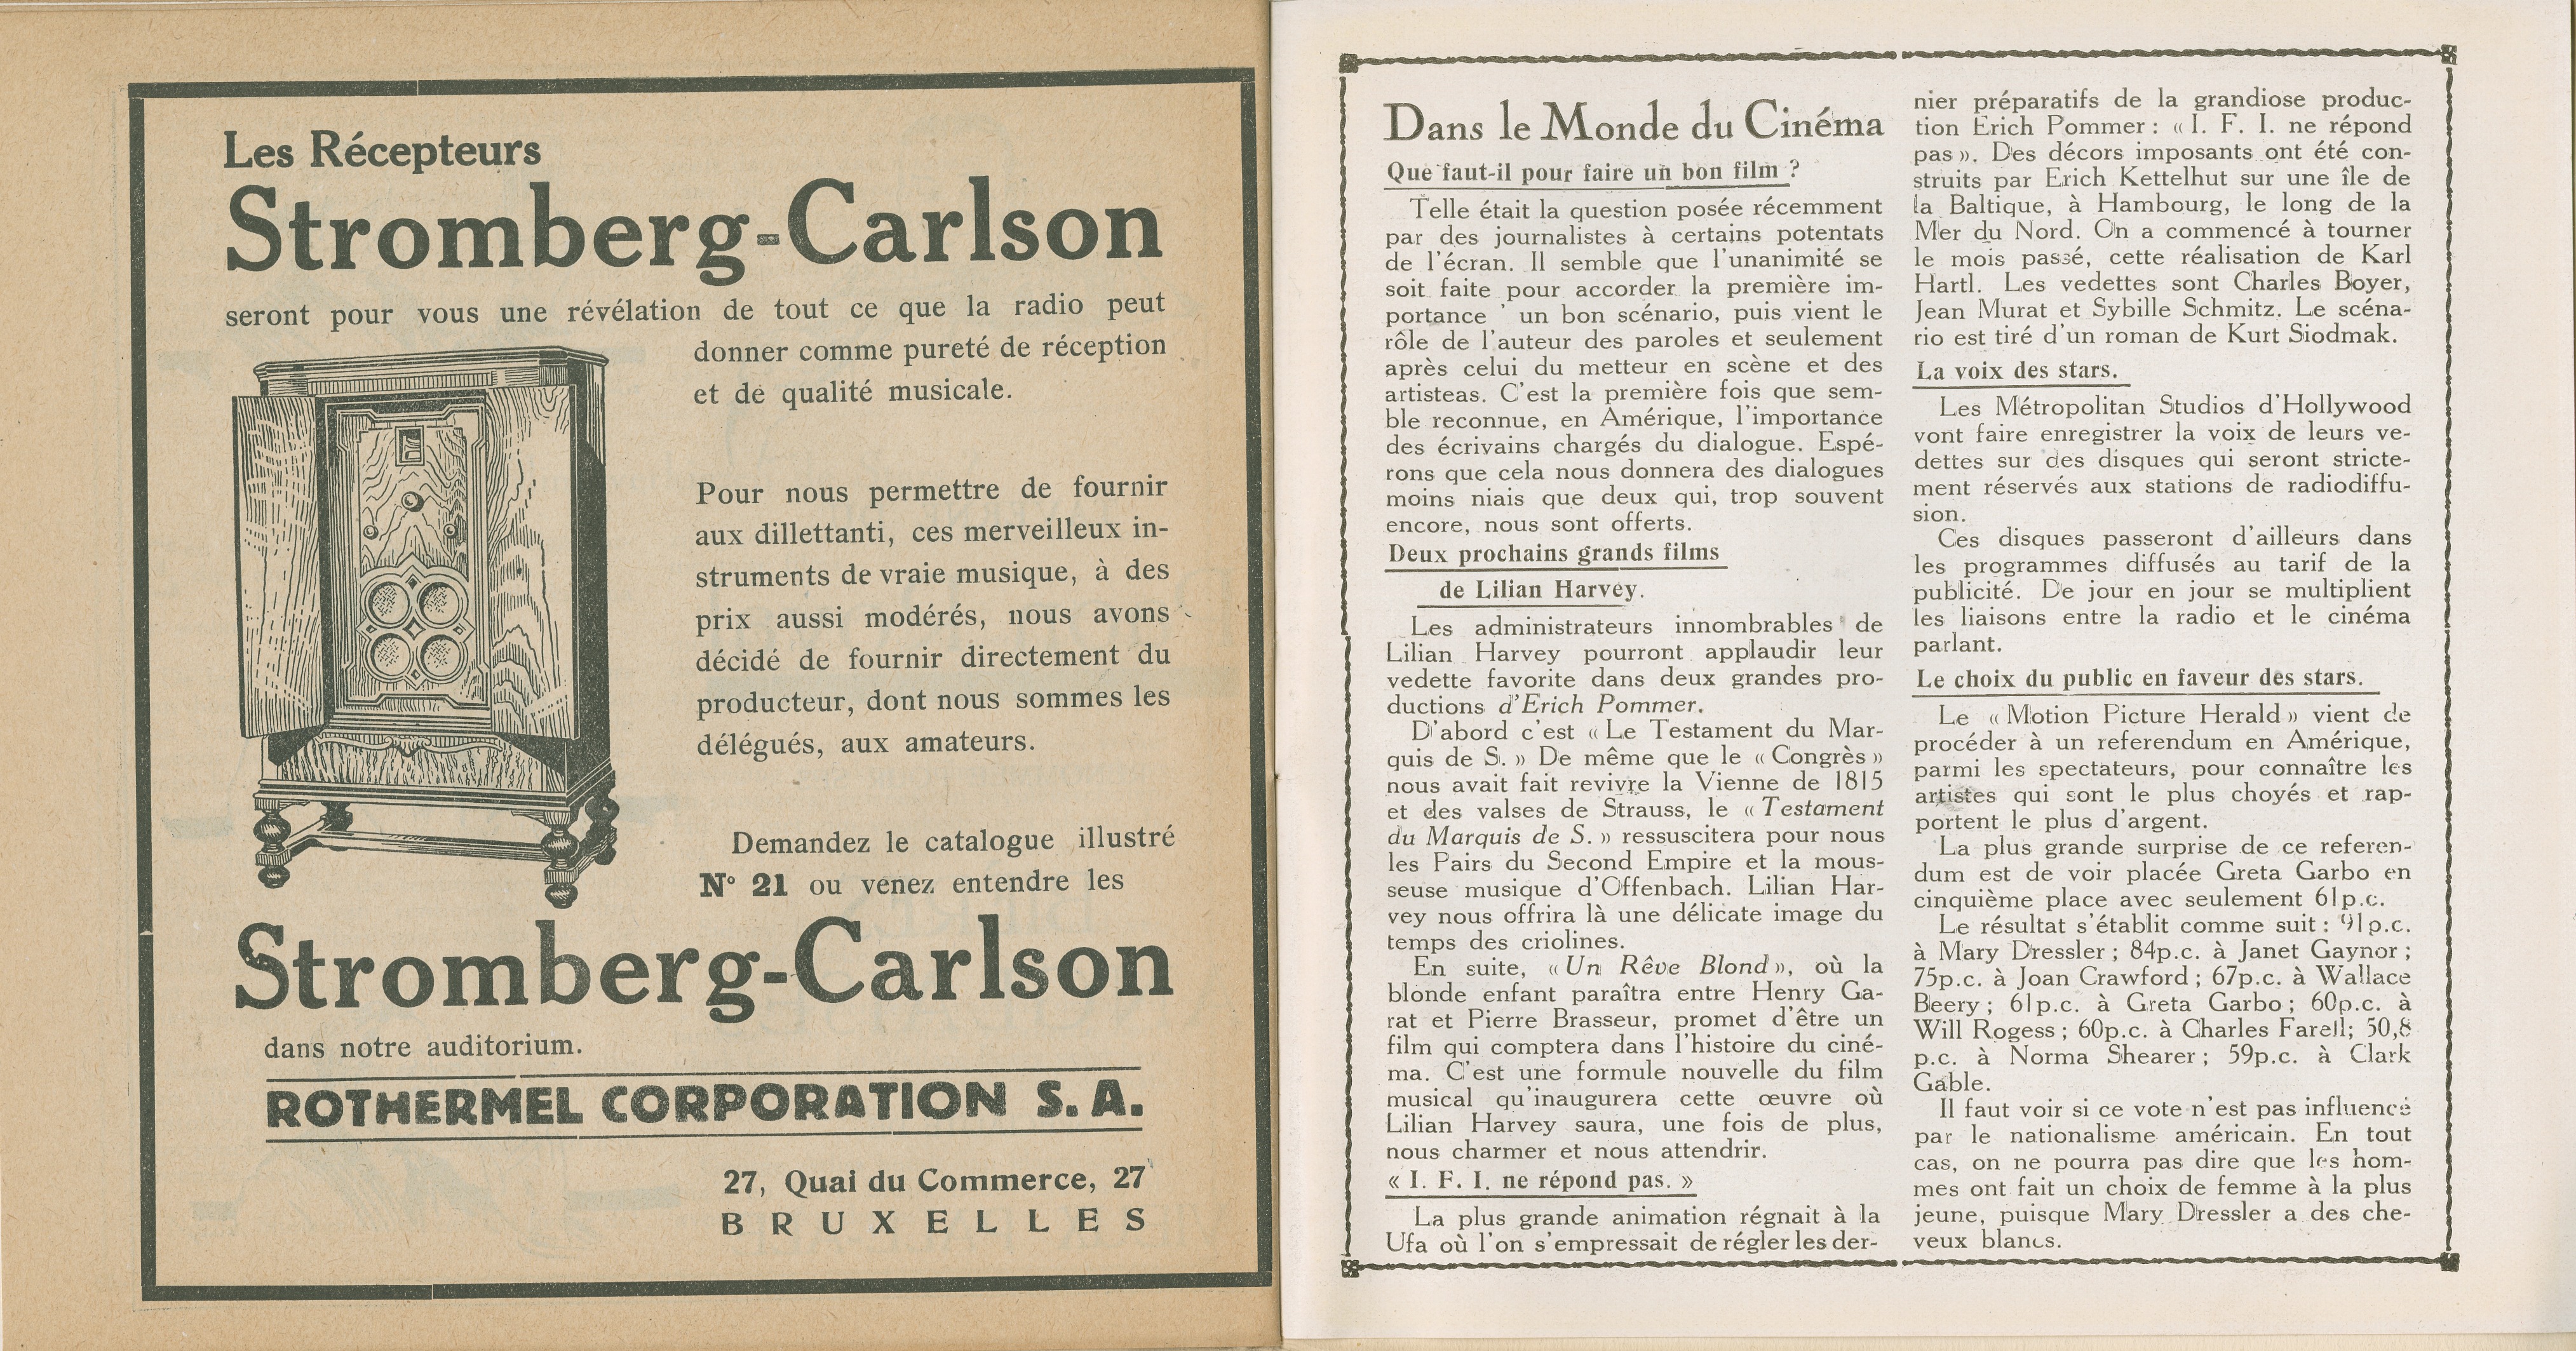 Les Récepteurs
Stromberg-Carlson
seront pour vous une révélation de tout ce que la radio peut
donner comme pureté de réception
et de qualité musicale.
Pour nous permettre de fournir
aux dillettanti, ces merveilleux in-
struments de vraie musique, à des
prix aussi modérés, nous avons
décidé de fournir directement du
producteur, dont nous sommes les
délégués, aux amateurs.
Demandez le catalogue illustré
N° 21 ou venez entendre les
Stromberg-Carlson
dans notre auditorium.
ROTHERMEL CORPORATION S. A.
27, Quai du Commerce, 27
BRUXELLES
Dans le Monde du Cinéma
Que faut-il pour faire un bon film ?
Telle était la question posée récemment
par des journalistes à certains potentats
de l'écran. Il semble que l'unanimité se
soit faite pour accorder la première im-
portance ' un bon scénario, puis vient le
rôle de l'auteur des paroles et seulement
après celui du metteur en scène et des
artisteas. C'est la première fois que sem-
ble reconnue, en Amérique, l'importance
des écrivains chargés du dialogue. Espé-
rons que cela nous donnera des dialogues
moins niais que deux qui, trop souvent
encore, nous sont offerts.
Deux prochains grands films
de Lilian Harvey.
Les administrateurs innombrables de
Lilian Harvey pourront applaudir leur
vedette favorite dans deux grandes pro-
ductions d'Erich Pommer.
D'abord c'est « Le Testament du Mar-
quis de S. » De même que le « Congrès »
nous avait fait revivre la Vienne de 1815
et des valses de Strauss, le « Testament
du Marquis de S. » ressuscitera pour nous
les Pairs du Second Empire et la mous-
seuse musique d'Offenbach. Lilian Har-
vey nous offrira là une délicate image du
temps des criolines.
En suite, « Un Rêve Blond », où la
blonde enfant paraîtra entre Henry Ga-
rat et Pierre Brasseur, promet d'être un
film qui comptera dans l'histoire du ciné-
ma. C'est une formule nouvelle du film
musical qu'inaugurera cette œuvre où
Lilian Harvey saura, une fois de plus,
nous charmer et nous attendrir.
« I. F. I. ne répond pas. »
La plus grande animation régnait à la
Ufa où l'on s'empressait de régler les der-
nier préparatifs de la grandiose produc-
tion Erich Pommer : « I. F. I. ne répond
pas ». Des décors imposants ont été con-
struits par Erich Kettelhut sur une île de
la Baltique, à Hambourg, le long de la
Mer du Nord. On a commencé à tourner
le mois passé, cette réalisation de Karl
Hartl. Les vedettes sont Charles Boyer,
Jean Murat et Sybille Schmitz. Le scéna-
rio est tiré d'un roman de Kurt Siodmak.
La voix des stars.
Les Métropolitan Studios d'Hollywood
vont faire enregistrer la voix de leurs ve-
dettes sur des disques qui seront stricte-
ment réservés aux stations de radiodiffu-
sion.
Ces disques passeront d'ailleurs dans
les programmes diffusés au tarif de la
publicité. De jour en jour se multiplient
les liaisons entre la radio et le cinéma
parlant.
Le choix du public en faveur des stars.
Le « Motion Picture Herald » vient de
procéder à un referendum en Amérique,
parmi les spectateurs, pour connaître les
artistes qui sont le plus choyés et rap-
portent le plus d'argent.
La plus grande surprise de ce referen-
dum est de voir placée Greta Garbo en
cinquième place avec seulement 61p.c.
Le résultat s'établit comme suit : 91p.c.
à Mary Dressler ; 84p.c. à Janet Gaynor ;
75p.c. à Joan Crawford ; 67p.c. à Wallace
Beery ; 61p.c. à Greta Garbo ; 60p.c. à
Will Rogess ; 60p.c. à Charles Farell; 50,8
p.c. à Norma Shearer ; 59p.c. à Clark
Gable.
Il faut voir si ce vote n'est pas influencé
par le nationalisme américain. En tout
cas, on ne pourra pas dire que les hom-
mes ont fait un choix de femme à la plus
jeune, puisque Mary Dressler a des che-
veux blancs.